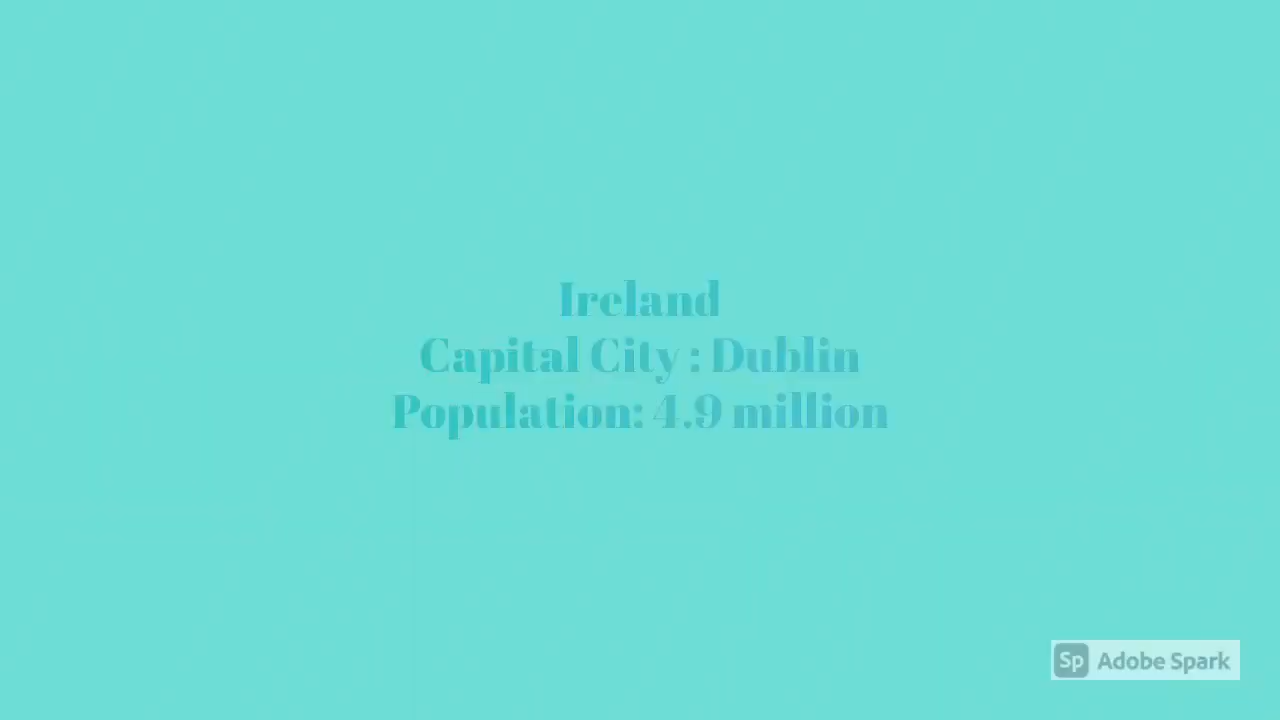 Ireland
Capital City : Dublin
Population: 4.9 million
Sp Adobe Spark